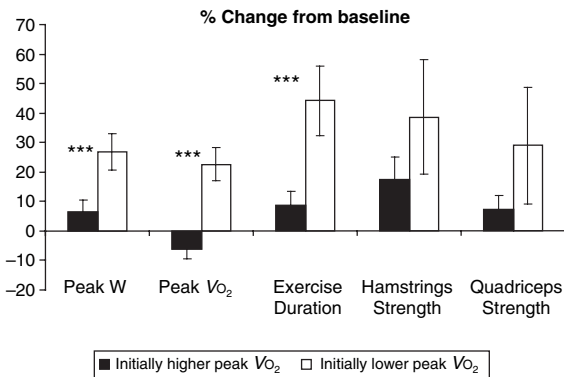 % Change from baseline
70
60
50
40
30
20
10
0
–10
–20
***
***
***
Peak W
Peak VO₂
Exercise Duration
Hamstrings Strength
Quadriceps Strength
Initially higher peak VO₂
Initially lower peak VO₂